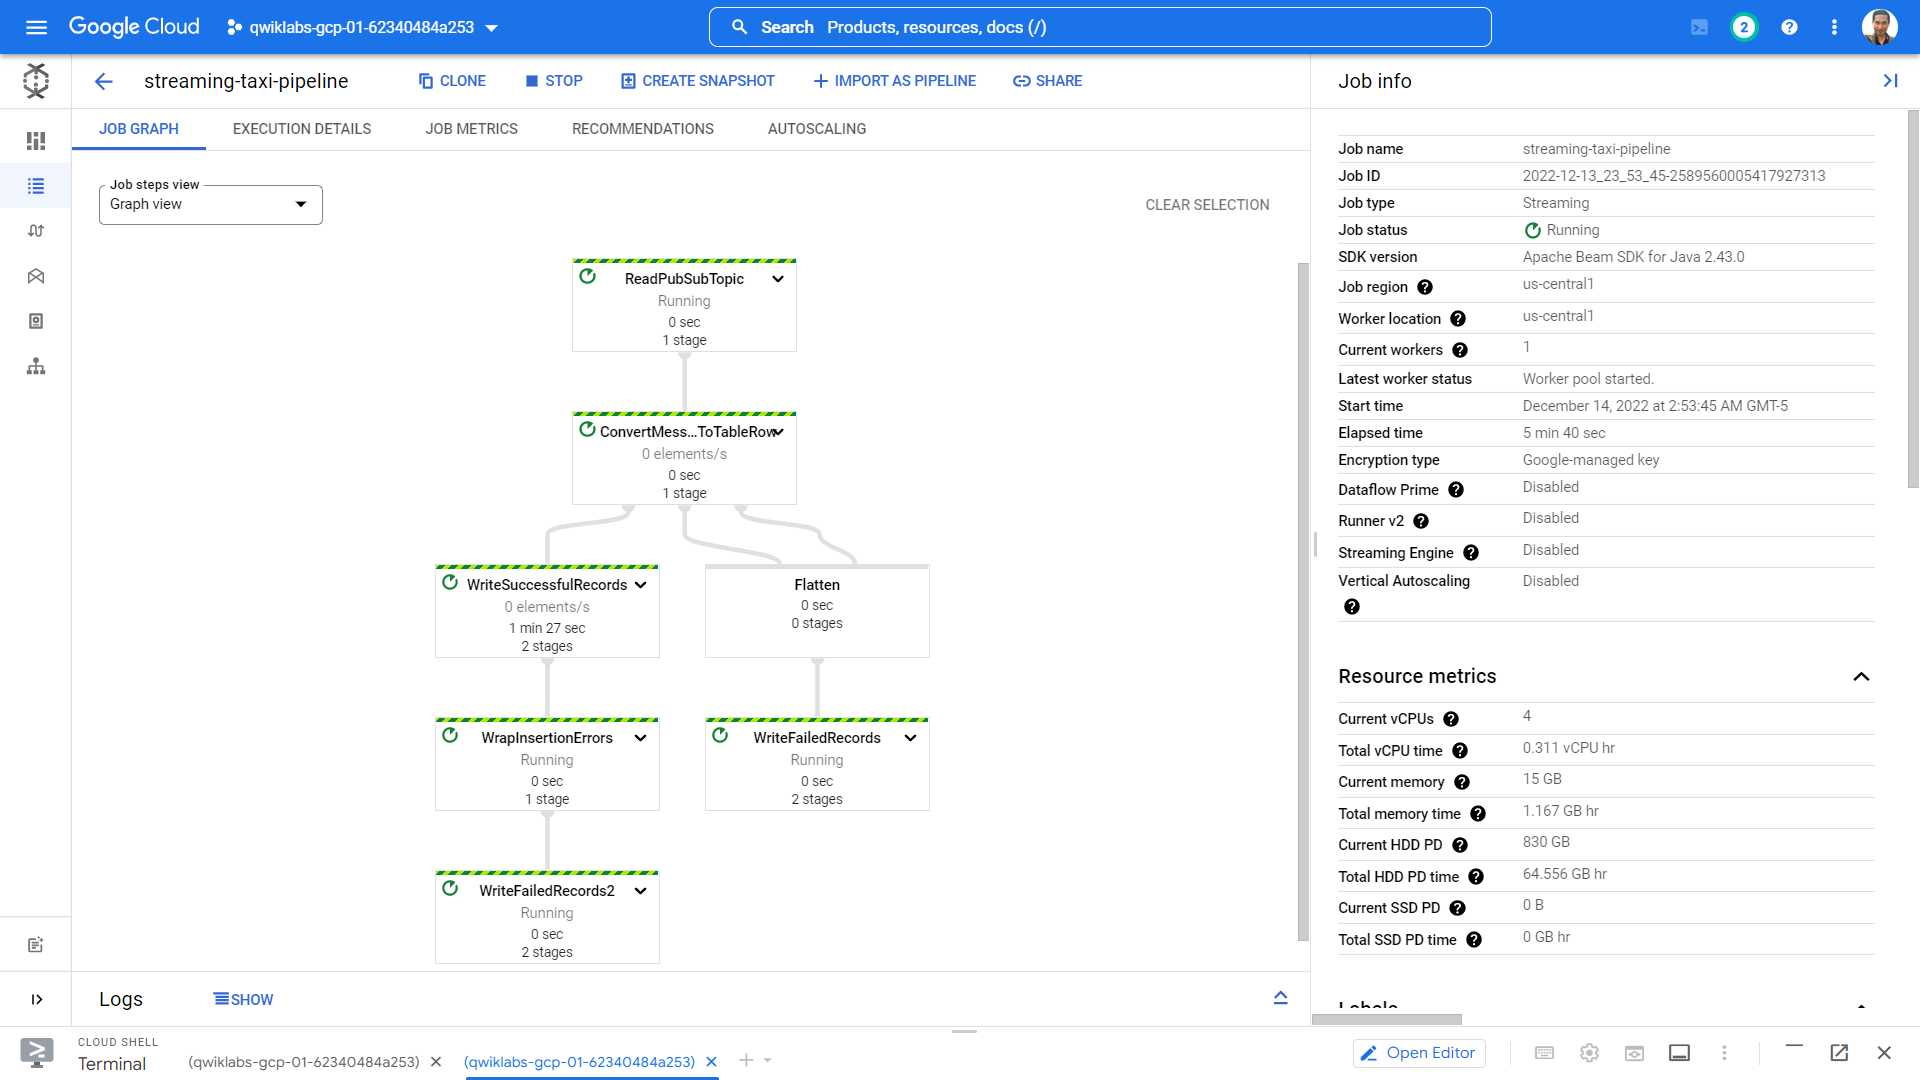 Google Cloud
qwiklabs-gcp-01-62340484a253
Search Products, resources, docs (/)
2
streaming-taxi-pipeline
CLONE
STOP
CREATE SNAPSHOT
IMPORT AS PIPELINE
SHARE
JOB GRAPH
EXECUTION DETAILS
JOB METRICS
RECOMMENDATIONS
AUTOSCALING
Job steps view
Graph view
CLEAR SELECTION
ReadPubSubTopic
Running
0 sec
1 stage
ConvertMess...ToTableRow
0 elements/s
0 sec
1 stage
WriteSuccessfulRecords
0 elements/s
1 min 27 sec
2 stages
Flatten
0 sec
0 stages
WrapInsertionErrors
Running
0 sec
1 stage
WriteFailedRecords
Running
0 sec
2 stages
WriteFailedRecords2
Running
0 sec
2 stages
Logs
SHOW
Job info
Job name streaming-taxi-pipeline
Job ID 2022-12-13_23_53_45-2589560005417927313
Job type Streaming
Job status Running
SDK version Apache Beam SDK for Java 2.43.0
Job region us-central1
Worker location us-central1
Current workers 1
Latest worker status Worker pool started.
Start time December 14, 2022 at 2:53:45 AM GMT-5
Elapsed time 5 min 40 sec
Encryption type Google-managed key
Dataflow Prime Disabled
Runner v2 Disabled
Streaming Engine Disabled
Vertical Autoscaling Disabled
Resource metrics
Current vCPUs 4
Total vCPU time 0.311 vCPU hr
Current memory 15 GB
Total memory time 1.167 GB hr
Current HDD PD 830 GB
Total HDD PD time 64.556 GB hr
Current SSD PD 0 B
Total SSD PD time 0 GB hr
Labels
CLOUD SHELL
Terminal
(qwiklabs-gcp-01-62340484a253)
(qwiklabs-gcp-01-62340484a253)
Open Editor